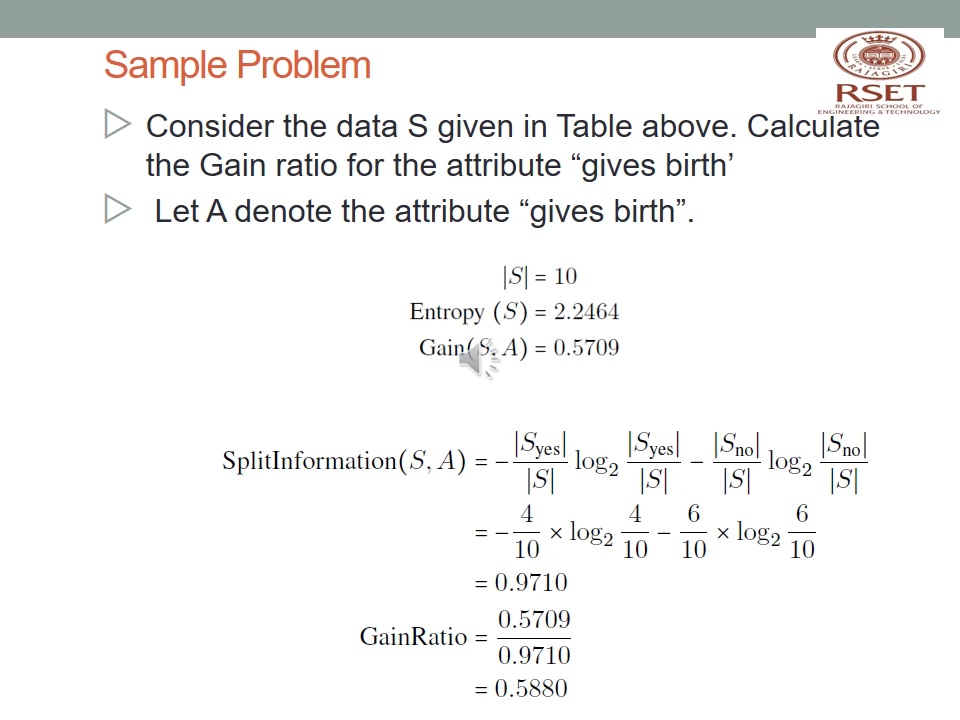 Sample Problem
RAJAGIRI
RSET
RAJAGIRI SCHOOL OF
ENGINEERING & TECHNOLOGY
Consider the data S given in Table above. Calculate
the Gain ratio for the attribute “gives birth’
Let A denote the attribute “gives birth”.
|S| = 10
Entropy (S) = 2.2464
Gain(S, A) = 0.5709
SplitInformation(S, A) = −|S_yes|/|S| log₂ |S_yes|/|S| − |S_no|/|S| log₂ |S_no|/|S|
= −4/10 × log₂ 4/10 − 6/10 × log₂ 6/10
= 0.9710
GainRatio = 0.5709/0.9710
= 0.5880